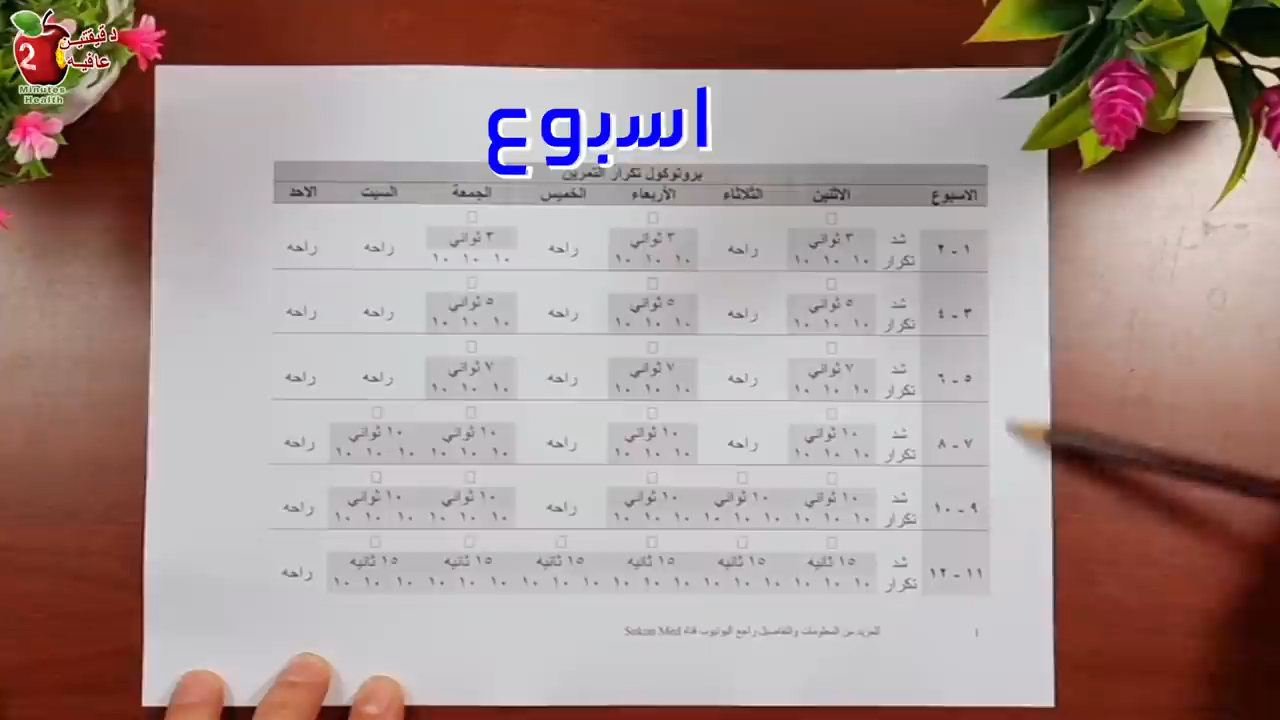 دقيقتين
عافيه
2
Minutes
Health
اسبوع
بروتوكول تكرار التمرين
الاسبوع الاثنين الثلاثاء الأربعاء الخميس الجمعة السبت الاحد
١ - ٢ شد ٣ ثواني راحه ٣ ثواني راحه ٣ ثواني راحه راحه
تكرار ١٠ ١٠ ١٠ ١٠ ١٠ ١٠ ١٠ ١٠ ١٠
٣ - ٤ شد ٥ ثواني راحه ٥ ثواني راحه ٥ ثواني راحه راحه
تكرار ١٠ ١٠ ١٠ ١٠ ١٠ ١٠ ١٠ ١٠ ١٠
٥ - ٦ شد ٧ ثواني راحه ٧ ثواني راحه ٧ ثواني راحه راحه
تكرار ١٠ ١٠ ١٠ ١٠ ١٠ ١٠ ١٠ ١٠ ١٠
٧ - ٨ شد ١٠ ثواني راحه ١٠ ثواني راحه ١٠ ثواني ١٠ ثواني راحه
تكرار ١٠ ١٠ ١٠ ١٠ ١٠ ١٠ ١٠ ١٠ ١٠ ١٠ ١٠ ١٠
٩ - ١٠ شد ١٠ ثواني ١٠ ثواني ١٠ ثواني راحه ١٠ ثواني ١٠ ثواني راحه
تكرار ١٠ ١٠ ١٠ ١٠ ١٠ ١٠ ١٠ ١٠ ١٠ ١٠ ١٠ ١٠ ١٠ ١٠ ١٠
١١ - ١٢ شد ١٥ ثانيه ١٥ ثانيه ١٥ ثانيه ١٥ ثانيه ١٥ ثانيه ١٥ ثانيه راحه
تكرار ١٠ ١٠ ١٠ ١٠ ١٠ ١٠ ١٠ ١٠ ١٠ ١٠ ١٠ ١٠ ١٠ ١٠ ١٠ ١٠ ١٠ ١٠
للمزيد من المعلومات والتفاصيل راجع اليوتيوب قناة Sukan Med
١